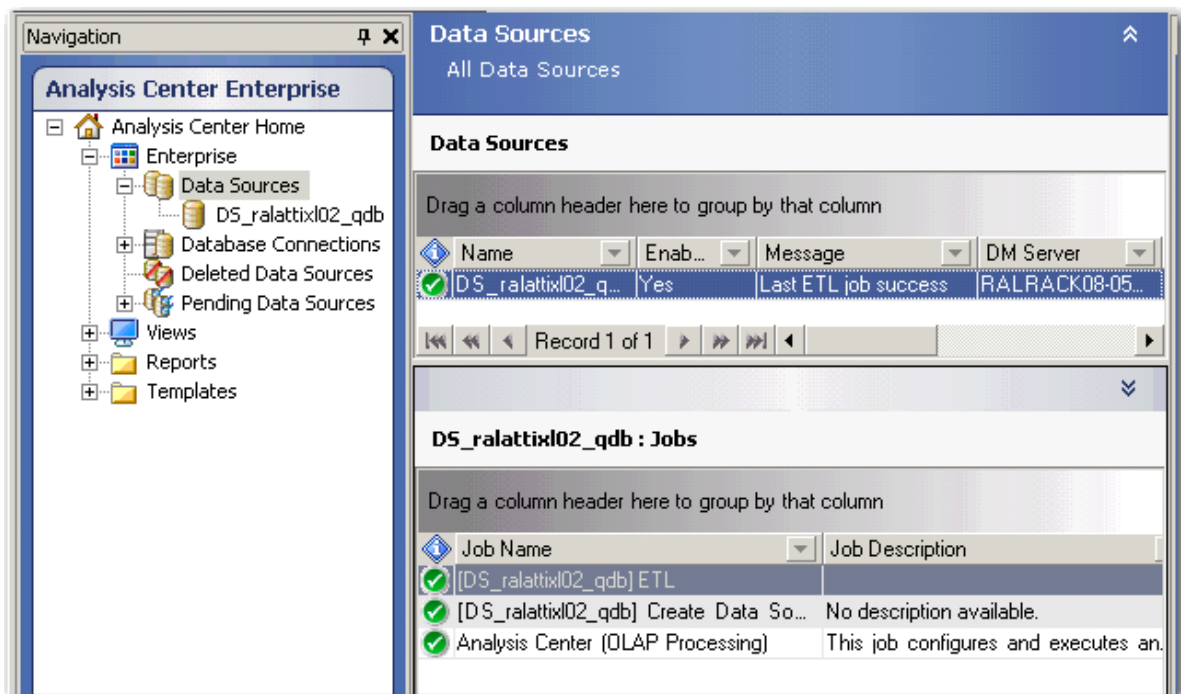 Navigation
Analysis Center Enterprise
Analysis Center Home
Enterprise
Data Sources
DS_ralattixl02_qdb
Database Connections
Deleted Data Sources
Pending Data Sources
Views
Reports
Templates
Data Sources
All Data Sources
Data Sources
Drag a column header here to group by that column
Name Enab... Message DM Server
DS_ralattixl02_q... Yes Last ETL job success RALRACK08-05...
Record 1 of 1
DS_ralattixl02_qdb : Jobs
Drag a column header here to group by that column
Job Name Job Description
[DS_ralattixl02_qdb] ETL
[DS_ralattixl02_qdb] Create Data So... No description available.
Analysis Center (OLAP Processing) This job configures and executes an.